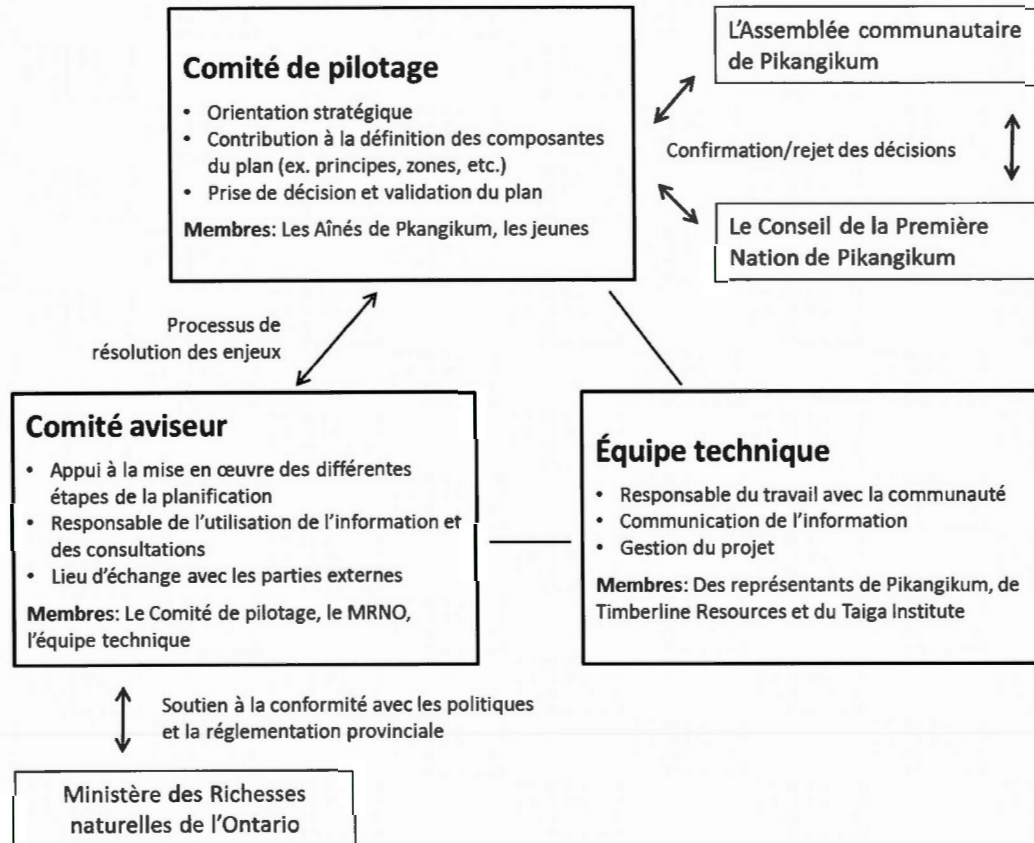 Comité de pilotage
• Orientation stratégique
• Contribution à la définition des composantes
du plan (ex. principes, zones, etc.)
• Prise de décision et validation du plan
Membres: Les Aînés de Pkangikum, les jeunes
L'Assemblée communautaire
de Pikangikum
Confirmation/rejet des décisions
Le Conseil de la Première
Nation de Pikangikum
Processus de
résolution des enjeux
Comité aviseur
• Appui à la mise en œuvre des différentes
étapes de la planification
• Responsable de l'utilisation de l'information et
des consultations
• Lieu d'échange avec les parties externes
Membres: Le Comité de pilotage, le MRNO,
l'équipe technique
Équipe technique
• Responsable du travail avec la communauté
• Communication de l'information
• Gestion du projet
Membres: Des représentants de Pikangikum, de
Timberline Resources et du Taiga Institute
Soutien à la conformité avec les politiques
et la réglementation provinciale
Ministère des Richesses
naturelles de l'Ontario